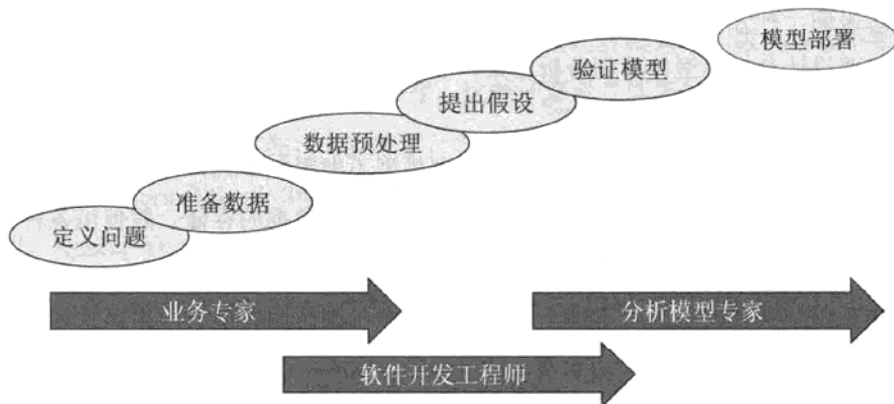 模型部署
验证模型
提出假设
数据预处理
准备数据
定义问题
业务专家
分析模型专家
软件开发工程师